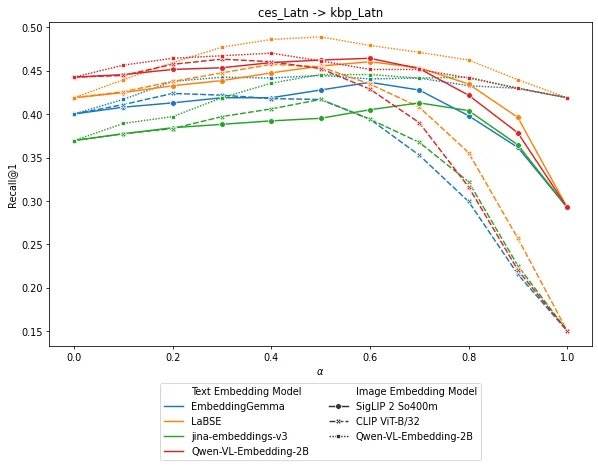 ces_Latn -> kbp_Latn
Recall@1
0.50
0.45
0.40
0.35
0.30
0.25
0.20
0.15
0.0
0.2
0.4
0.6
0.8
1.0
α
Text Embedding Model
EmbeddingGemma
LaBSE
jina-embeddings-v3
Qwen-VL-Embedding-2B
Image Embedding Model
SigLIP 2 So400m
CLIP ViT-B/32
Qwen-VL-Embedding-2B